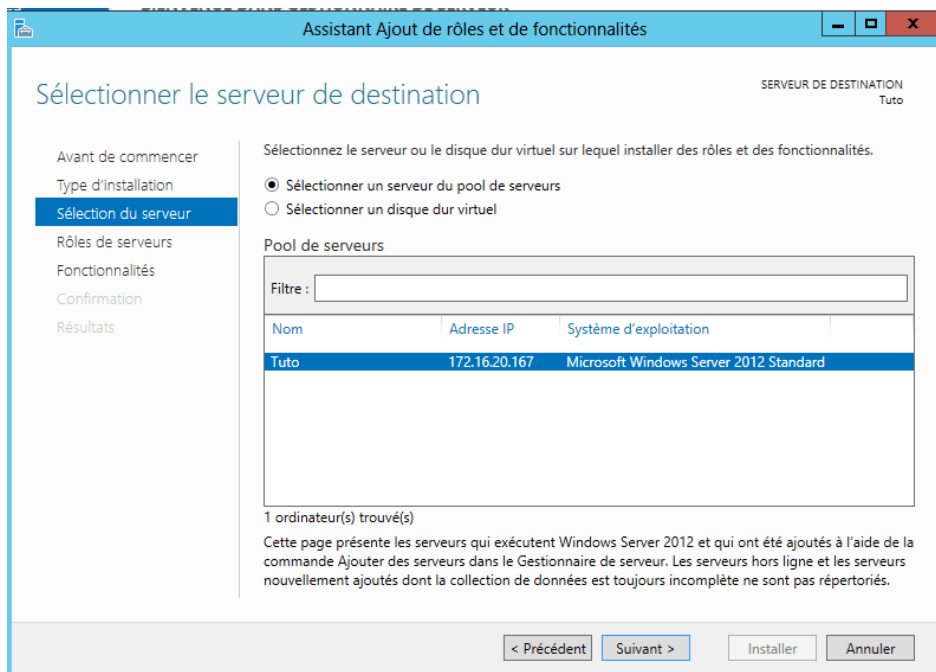 BIENVENUE DANS GESTIONNAIRE DE SERVEUR
Assistant Ajout de rôles et de fonctionnalités
Sélectionner le serveur de destination
SERVEUR DE DESTINATION
Tuto
Avant de commencer
Type d'installation
Sélection du serveur
Rôles de serveurs
Fonctionnalités
Confirmation
Résultats
Sélectionnez le serveur ou le disque dur virtuel sur lequel installer des rôles et des fonctionnalités.
Sélectionner un serveur du pool de serveurs
Sélectionner un disque dur virtuel
Pool de serveurs
Filtre :
Nom Adresse IP Système d'exploitation
Tuto 172.16.20.167 Microsoft Windows Server 2012 Standard
1 ordinateur(s) trouvé(s)
Cette page présente les serveurs qui exécutent Windows Server 2012 et qui ont été ajoutés à l'aide de la
commande Ajouter des serveurs dans le Gestionnaire de serveur. Les serveurs hors ligne et les serveurs
nouvellement ajoutés dont la collection de données est toujours incomplète ne sont pas répertoriés.
< Précédent Suivant > Installer Annuler